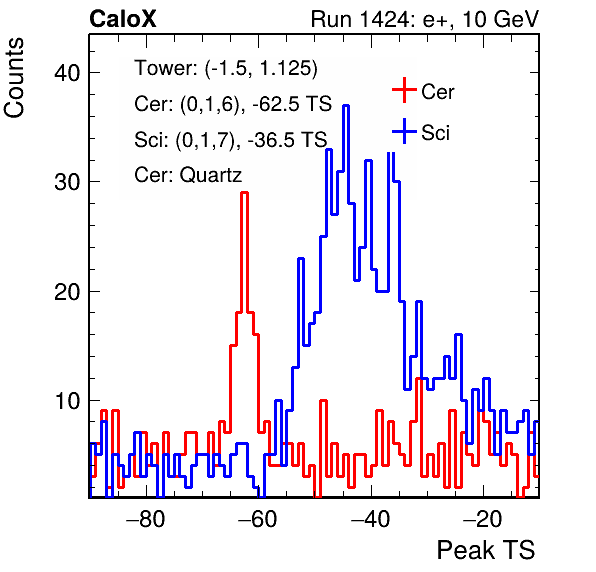 CaloX Run 1424: e+, 10 GeV
Counts
Tower: (-1.5, 1.125)
Cer: (0,1,6), -62.5 TS
Sci: (0,1,7), -36.5 TS
Cer: Quartz
Cer
Sci
40
30
20
10
−80 −60 −40 −20
Peak TS